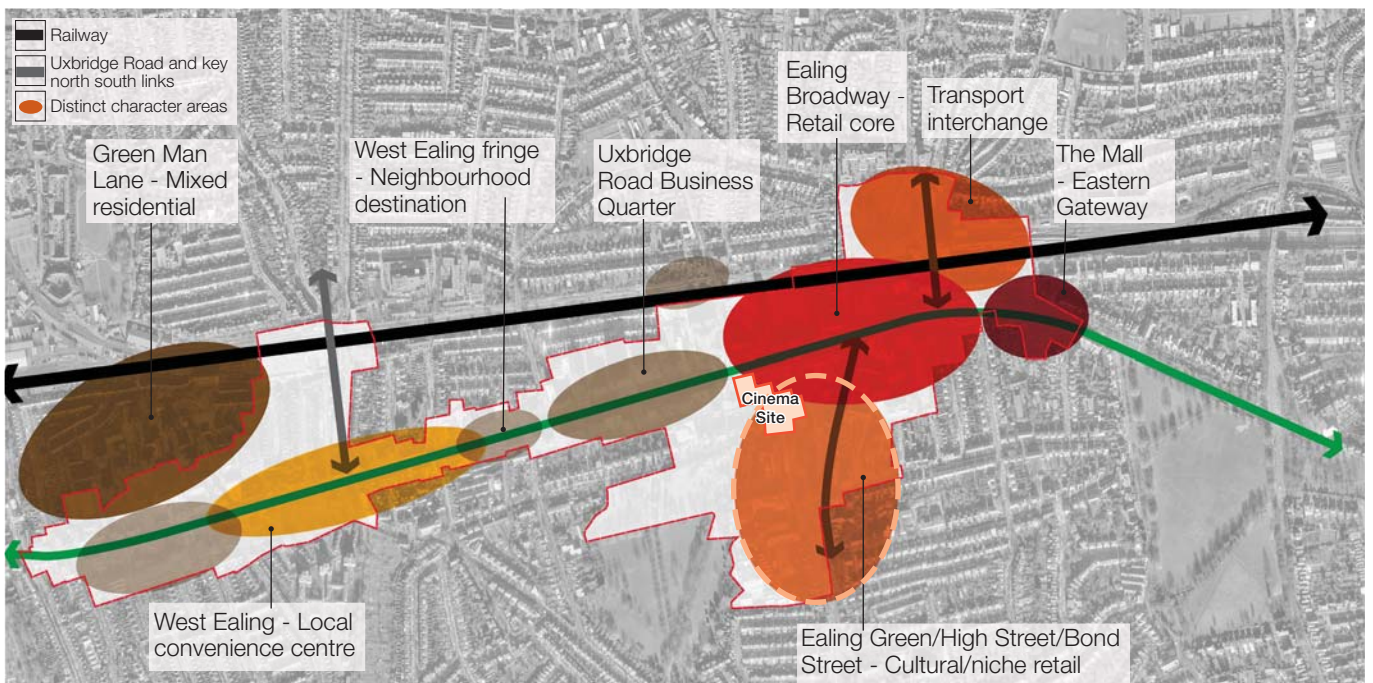 Railway
Uxbridge Road and key
north south links
Distinct character areas
Green Man
Lane - Mixed
residential
West Ealing fringe
- Neighbourhood
destination
Uxbridge
Road Business
Quarter
Ealing
Broadway -
Retail core
Transport
interchange
The Mall
- Eastern
Gateway
Cinema
Site
West Ealing - Local
convenience centre
Ealing Green/High Street/Bond
Street - Cultural/niche retail